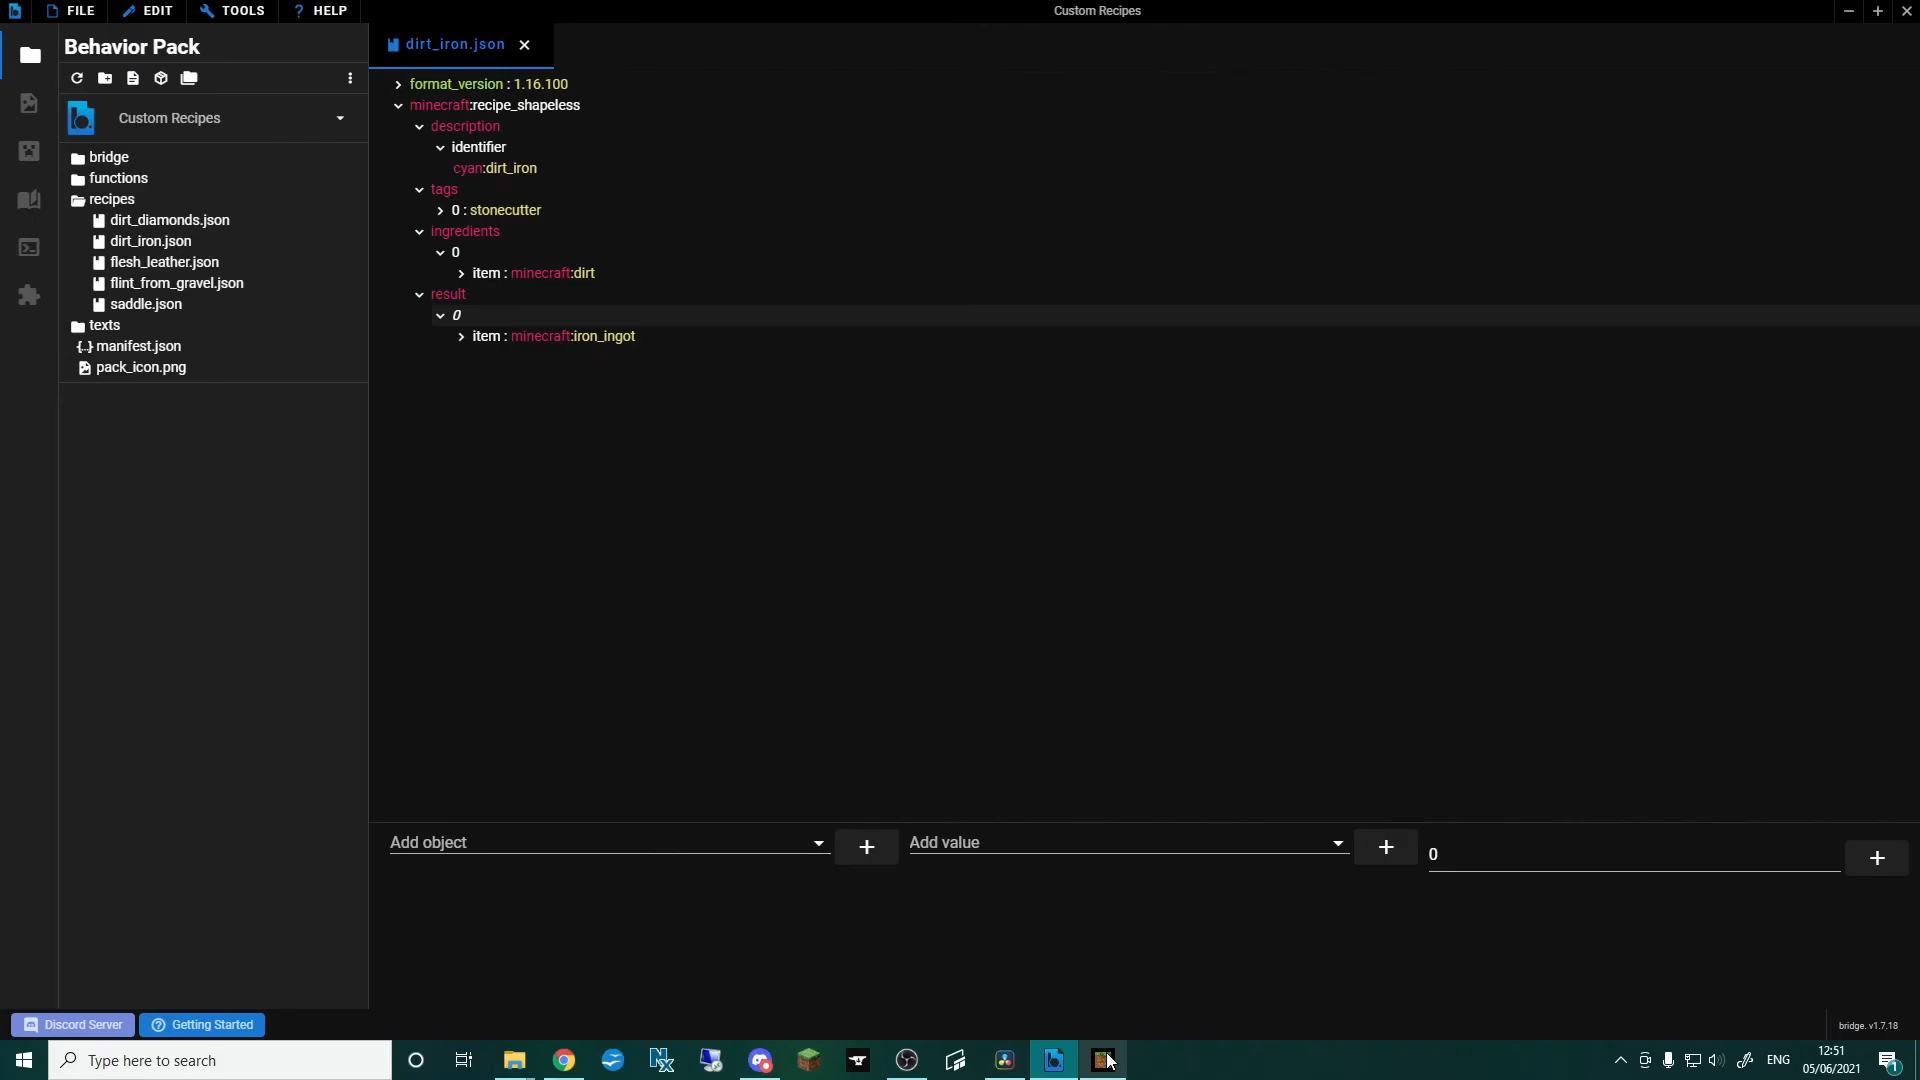 FILE EDIT TOOLS ? HELP Custom Recipes
Behavior Pack
dirt_iron.json
Custom Recipes
bridge
functions
recipes
dirt_diamonds.json
dirt_iron.json
flesh_leather.json
flint_from_gravel.json
saddle.json
texts
{..} manifest.json
pack_icon.png
format_version : 1.16.100
minecraft:recipe_shapeless
description
identifier
cyan:dirt_iron
tags
0 : stonecutter
ingredients
0
item : minecraft:dirt
result
0
item : minecraft:iron_ingot
Add object
Add value
0
Discord Server
Getting Started
bridge. v1.7.18
Type here to search
ENG
12:51
05/06/2021
1